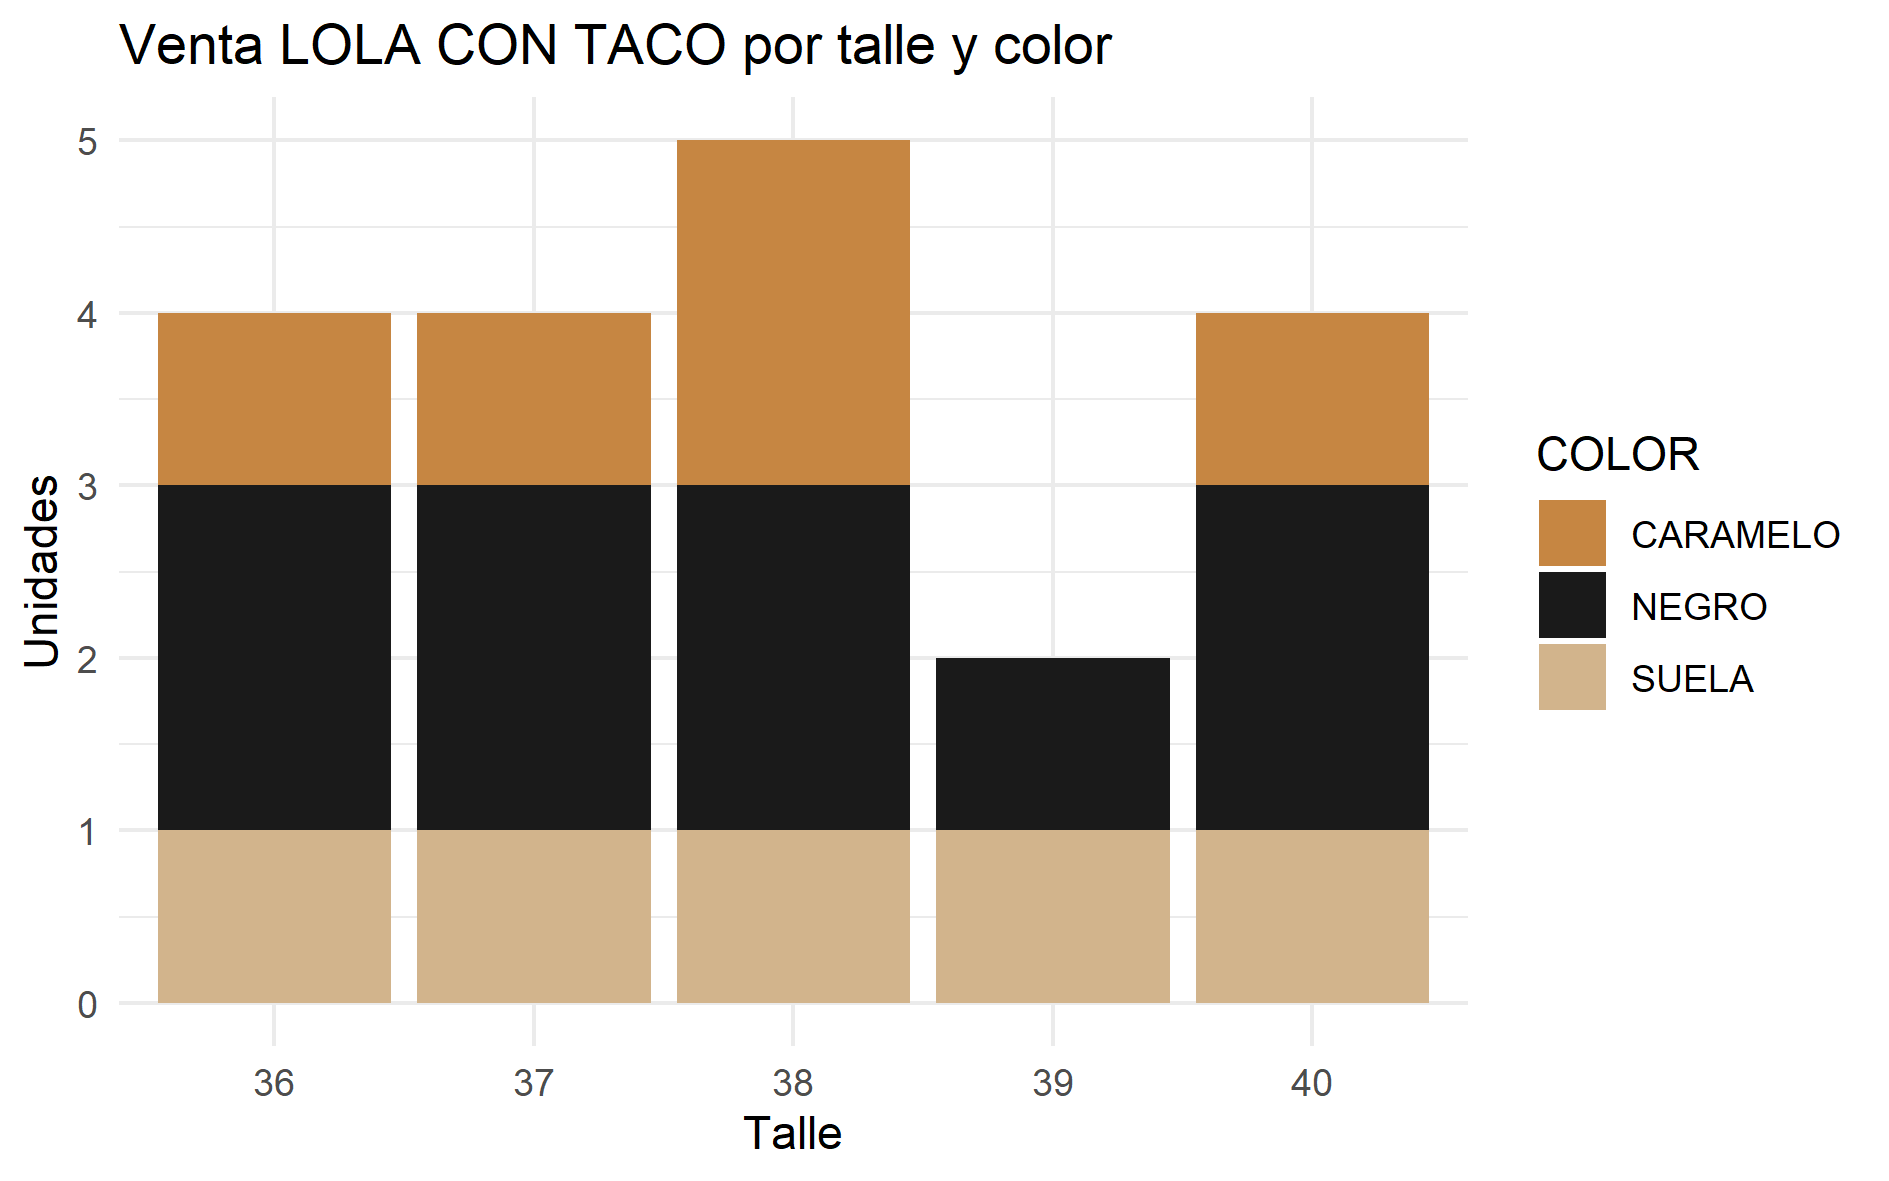 Venta LOLA CON TACO por talle y color
5
4
3
2
1
0
Unidades
36 37 38 39 40
Talle
COLOR
CARAMELO
NEGRO
SUELA